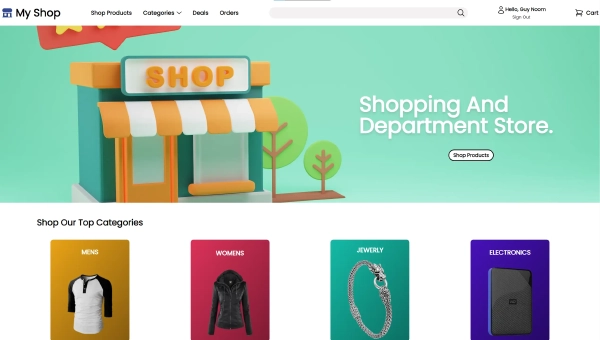 My Shop
Shop Products
Categories
Deals
Orders
Hello, Guy Noom
Sign Out
Cart
SHOP
Shopping And
Department Store.
Shop Products
Shop Our Top Categories
MENS
WOMENS
JEWERLY
ELECTRONICS